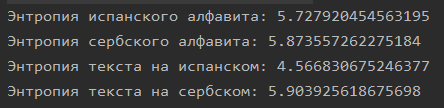 Энтропия испанского алфавита: 5.727920454563195
Энтропия сербского алфавита: 5.873557262275184
Энтропия текста на испанском: 4.566830675246377
Энтропия текста на сербском: 5.903925618675698